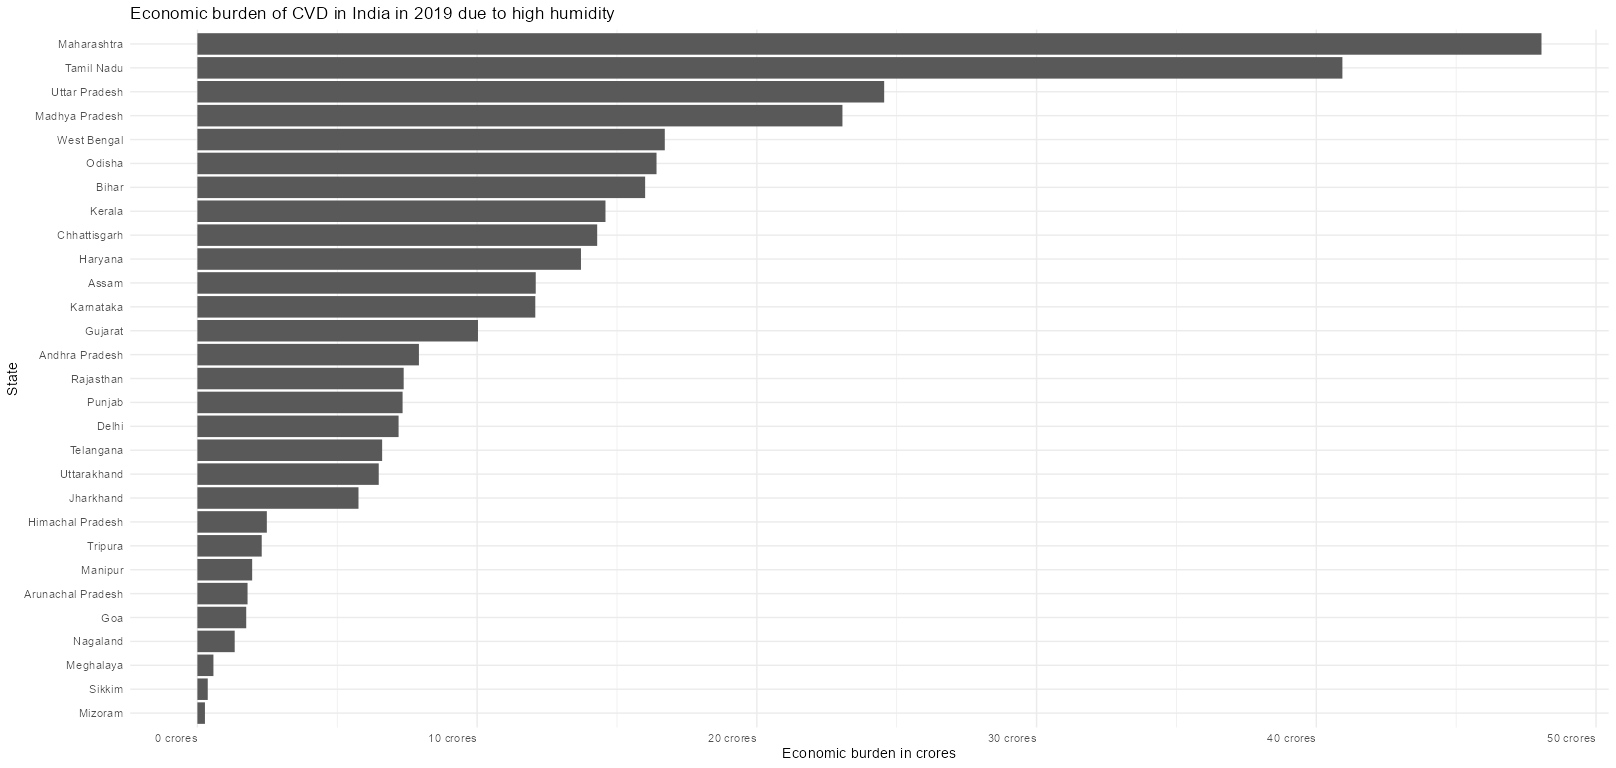 Economic burden of CVD in India in 2019 due to high humidity
State
Maharashtra
Tamil Nadu
Uttar Pradesh
Madhya Pradesh
West Bengal
Odisha
Bihar
Kerala
Chhattisgarh
Haryana
Assam
Karnataka
Gujarat
Andhra Pradesh
Rajasthan
Punjab
Delhi
Telangana
Uttarakhand
Jharkhand
Himachal Pradesh
Tripura
Manipur
Arunachal Pradesh
Goa
Nagaland
Meghalaya
Sikkim
Mizoram
0 crores 10 crores 20 crores 30 crores 40 crores 50 crores
Economic burden in crores